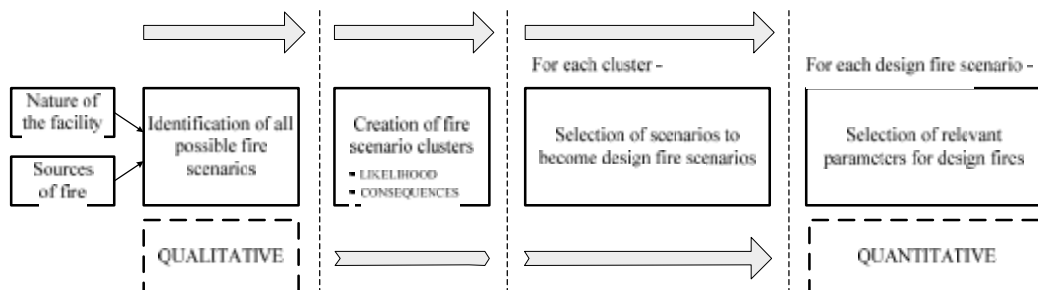 For each cluster –
For each design fire scenario –
Nature of
the facility
Sources
of fire
Identification of all
possible fire
scenarios
Creation of fire
scenario clusters
LIKELIHOOD
CONSEQUENCES
Selection of scenarios to
become design fire scenarios
Selection of relevant
parameters for design fires
QUALITATIVE
QUANTITATIVE